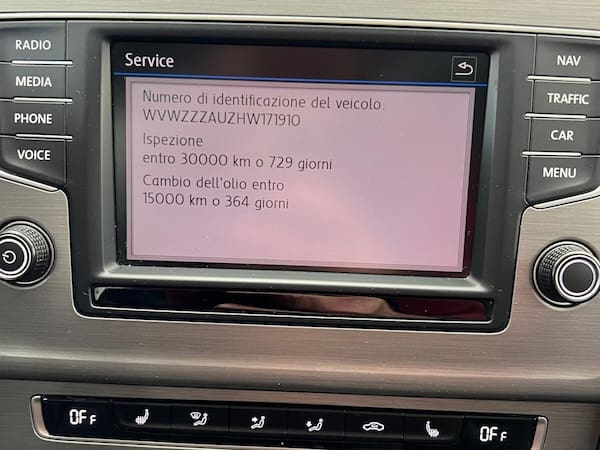 RADIO
MEDIA
PHONE
VOICE
Service
Numero di identificazione del veicolo:
WVWZZZAUZHW171910
Ispezione
entro 30000 km o 729 giorni
Cambio dell'olio entro
15000 km o 364 giorni
NAV
TRAFFIC
CAR
MENU
OFF
OFF